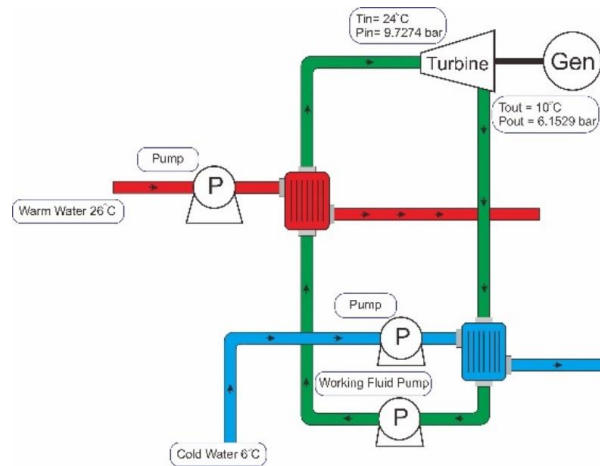 Tin= 24°C
Pin= 9.7274 bar
Turbine
Gen
Tout = 10°C
Pout = 6.1529 bar
Pump
P
Warm Water 26°C
Pump
P
Working Fluid Pump
P
Cold Water 6°C